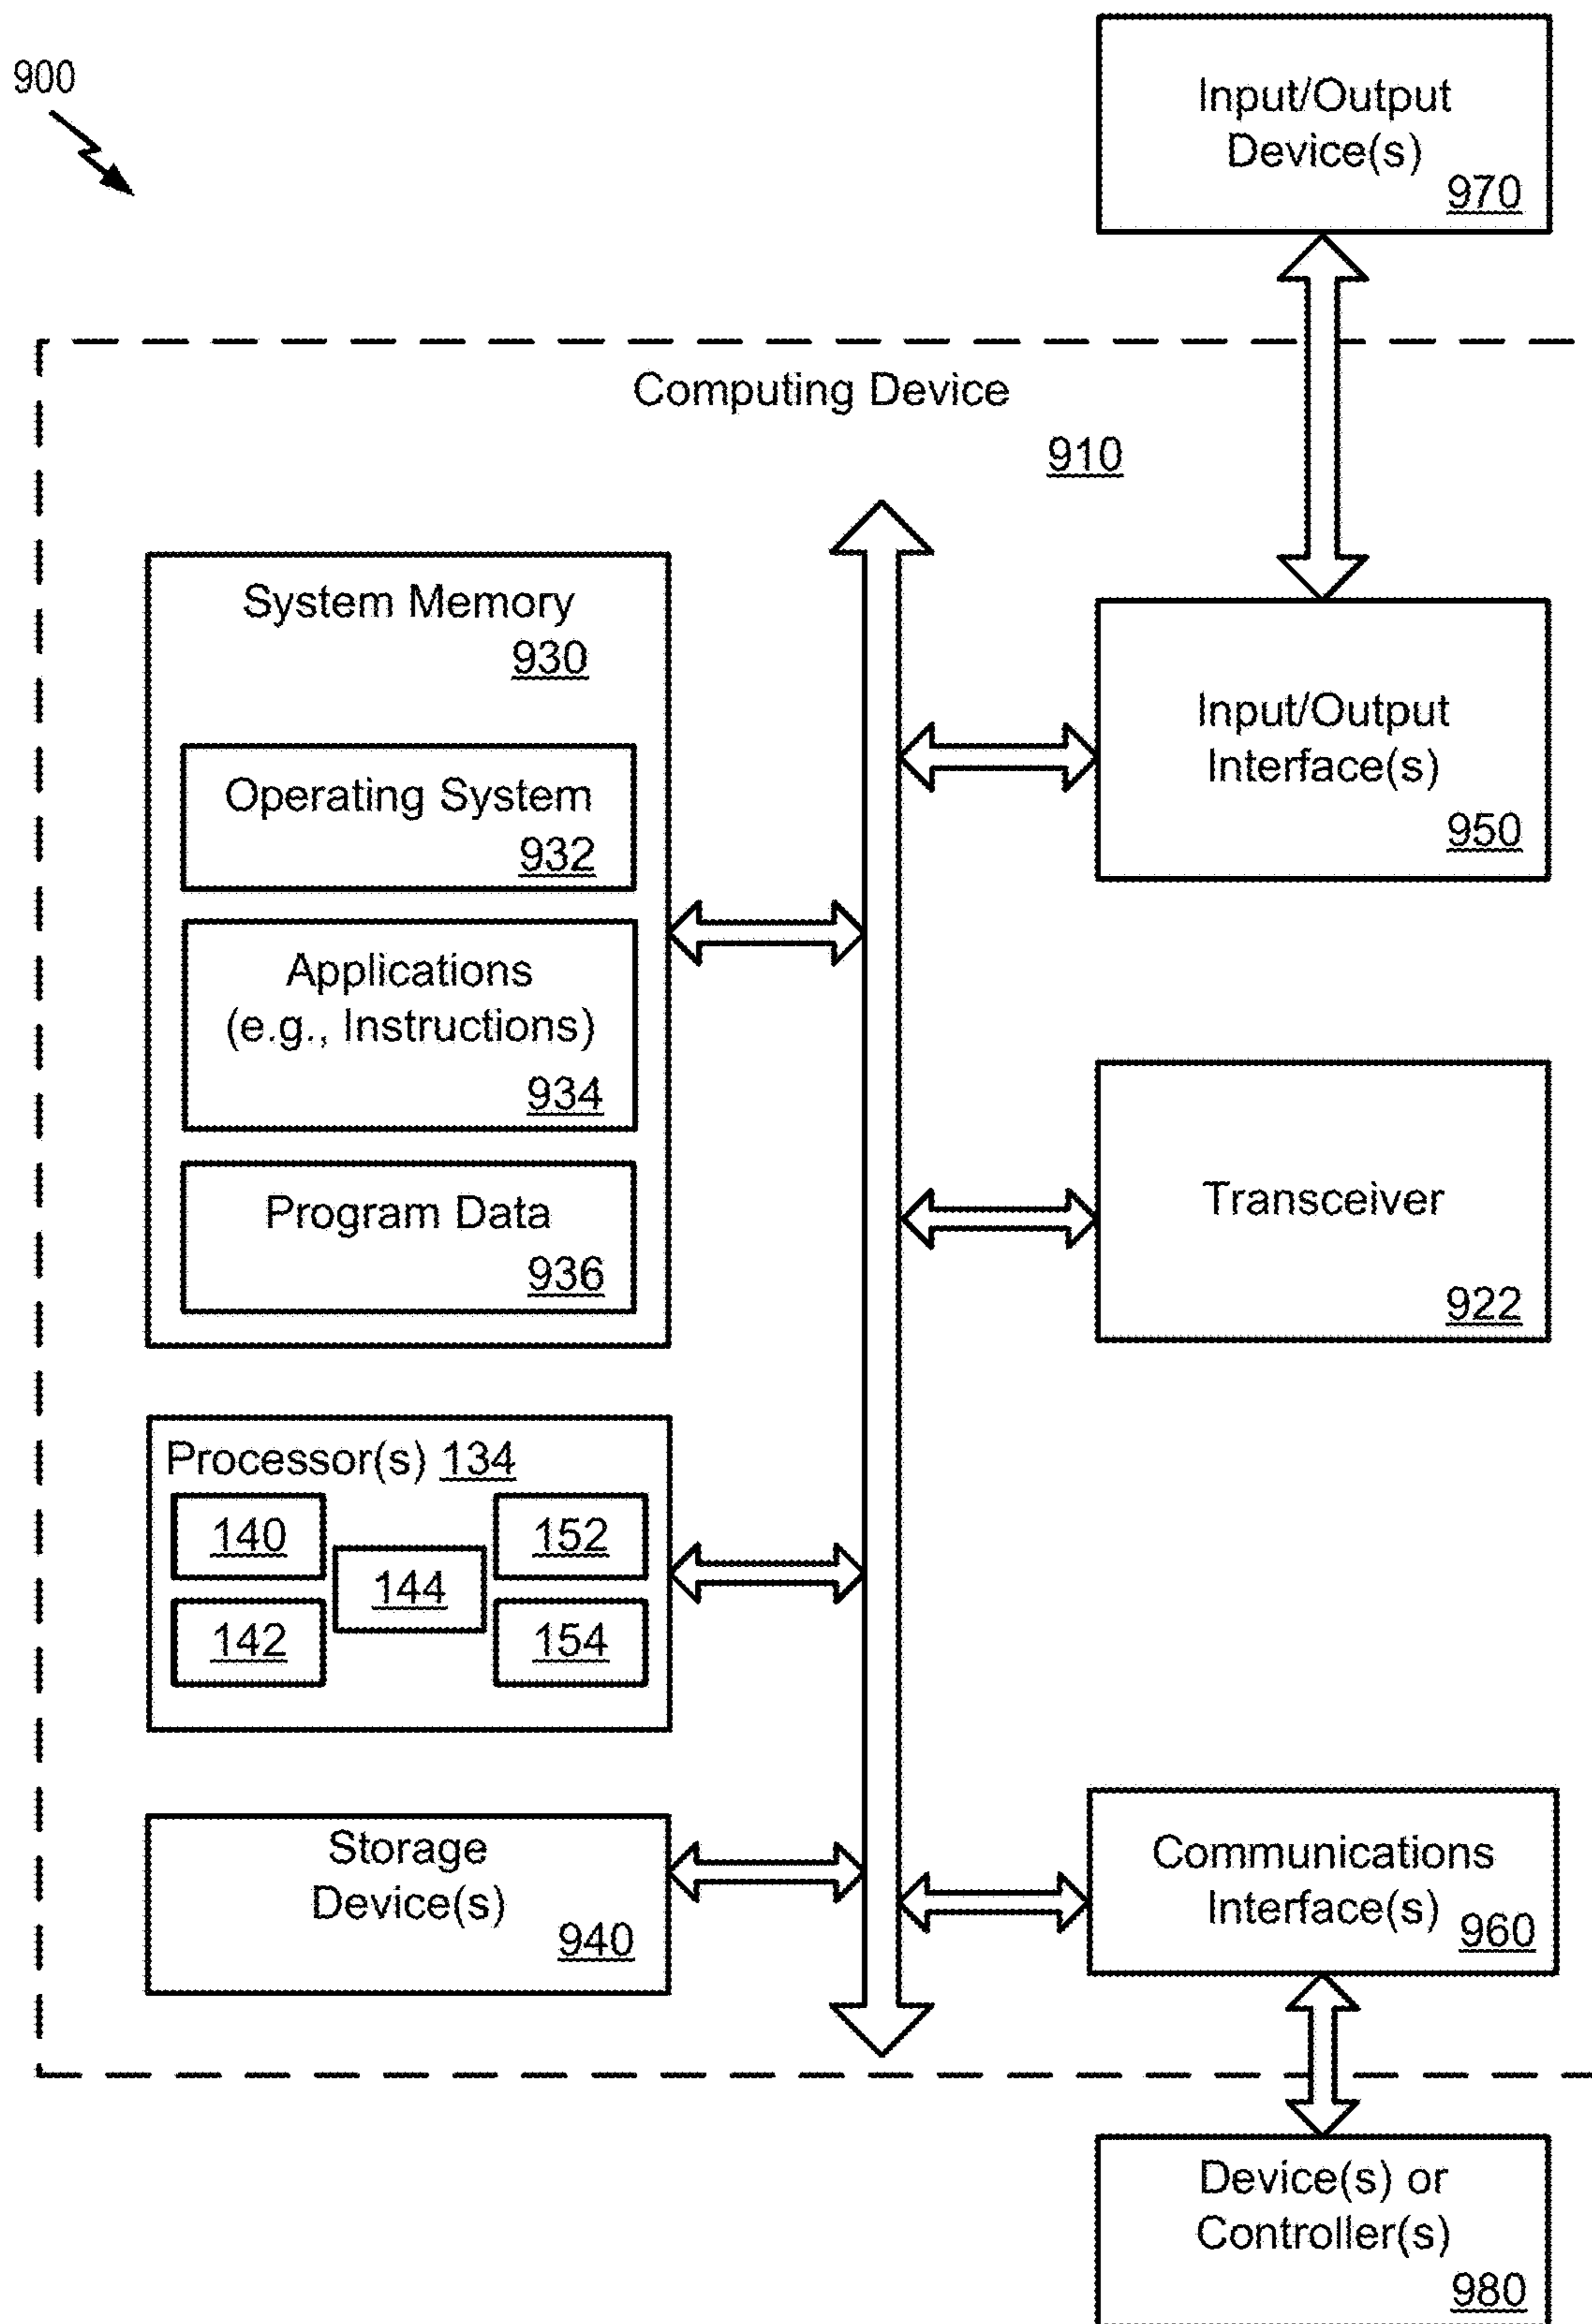 900
Input/Output
Device(s)
970
Computing Device
910
System Memory
930
Operating System
932
Applications
(e.g., Instructions)
934
Program Data
936
Input/Output
Interface(s)
950
Transceiver
922
Processor(s) 134
140
152
144
142
154
Storage
Device(s)
940
Communications
Interface(s) 960
Device(s) or
Controller(s)
980